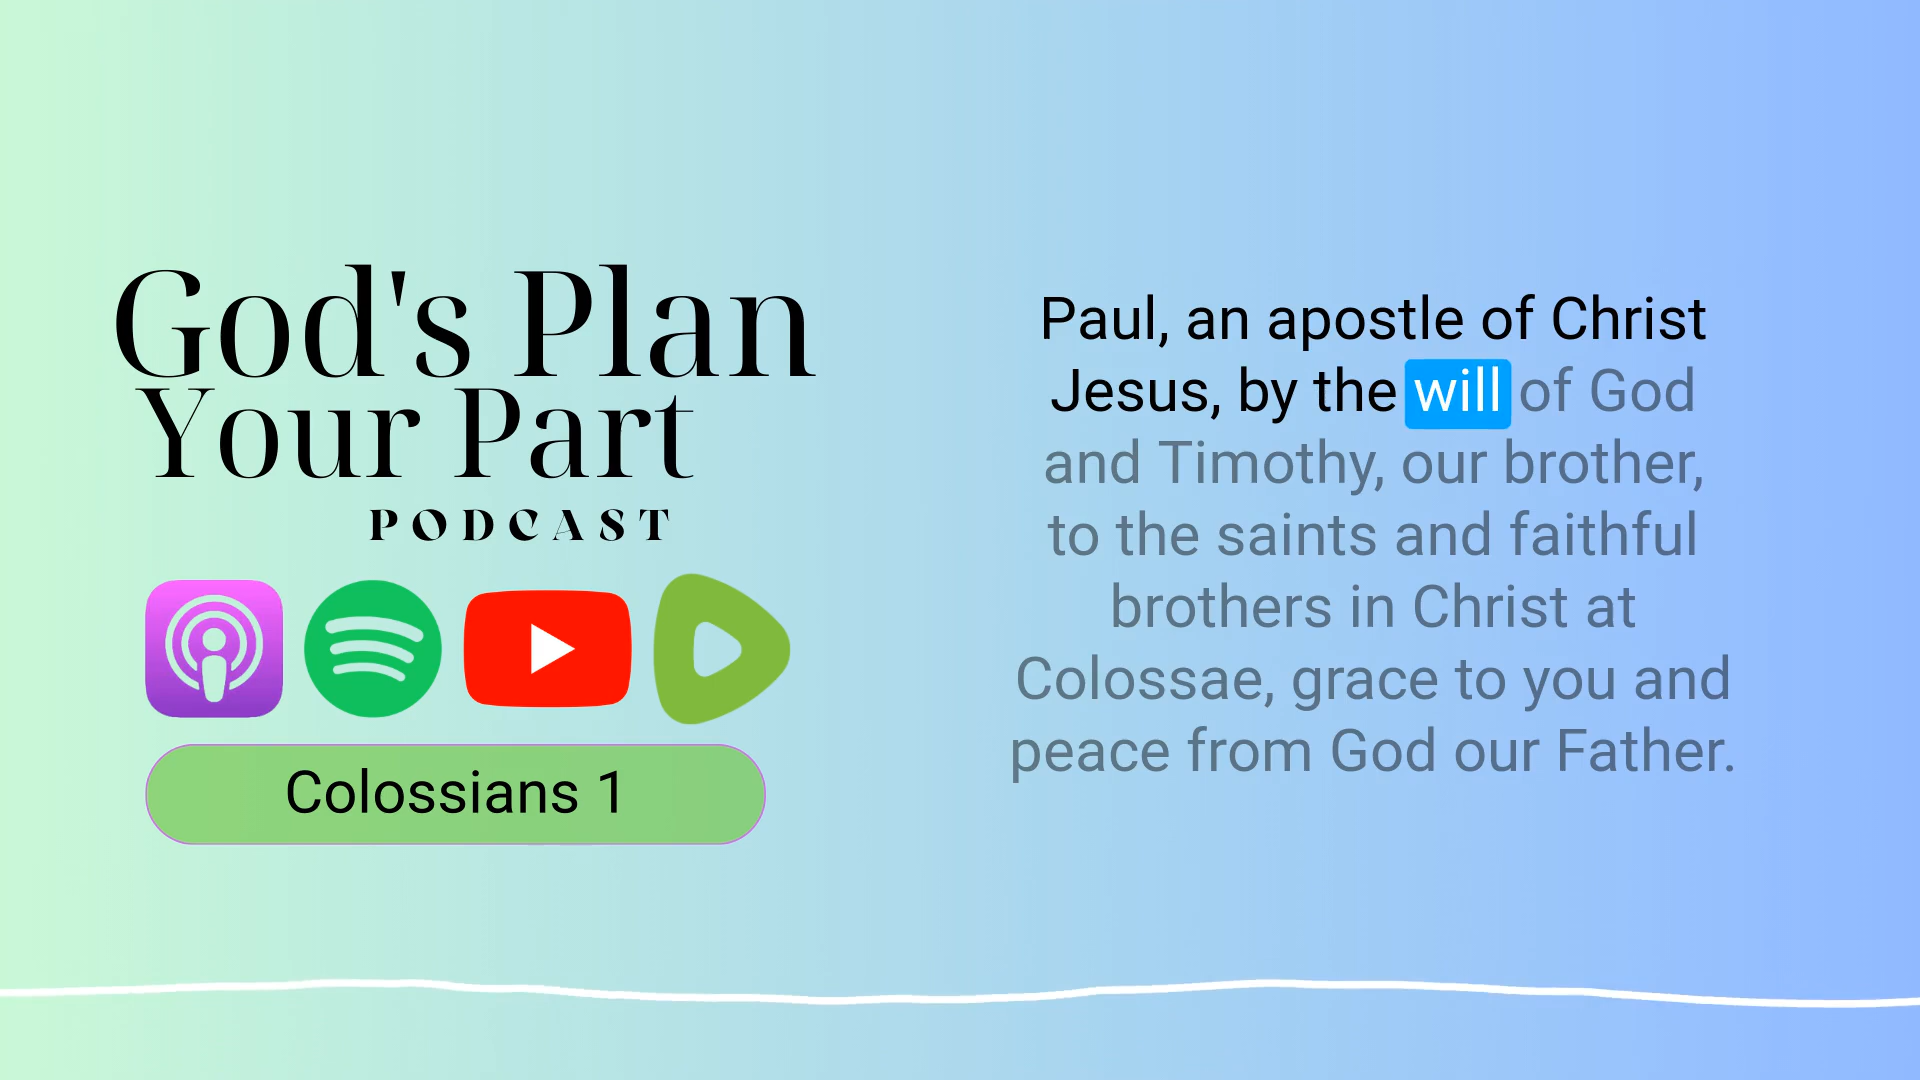 God's Plan
Your Part
PODCAST
Colossians 1
Paul, an apostle of Christ
Jesus, by the will of God
and Timothy, our brother,
to the saints and faithful
brothers in Christ at
Colossae, grace to you and
peace from God our Father.